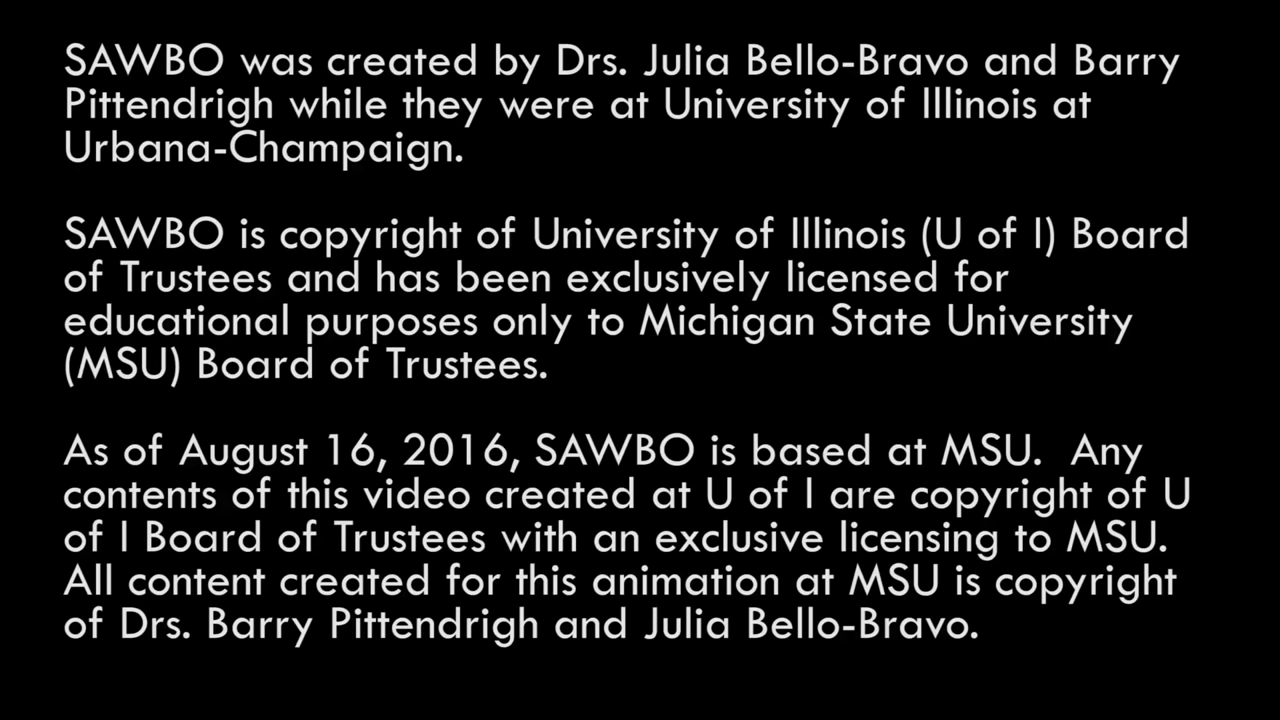 SAWBO was created by Drs. Julia Bello-Bravo and Barry
Pittendrigh while they were at University of Illinois at
Urbana-Champaign.
SAWBO is copyright of University of Illinois (U of I) Board
of Trustees and has been exclusively licensed for
educational purposes only to Michigan State University
(MSU) Board of Trustees.
As of August 16, 2016, SAWBO is based at MSU.  Any
contents of this video created at U of I are copyright of U
of I Board of Trustees with an exclusive licensing to MSU.
All content created for this animation at MSU is copyright
of Drs. Barry Pittendrigh and Julia Bello-Bravo.